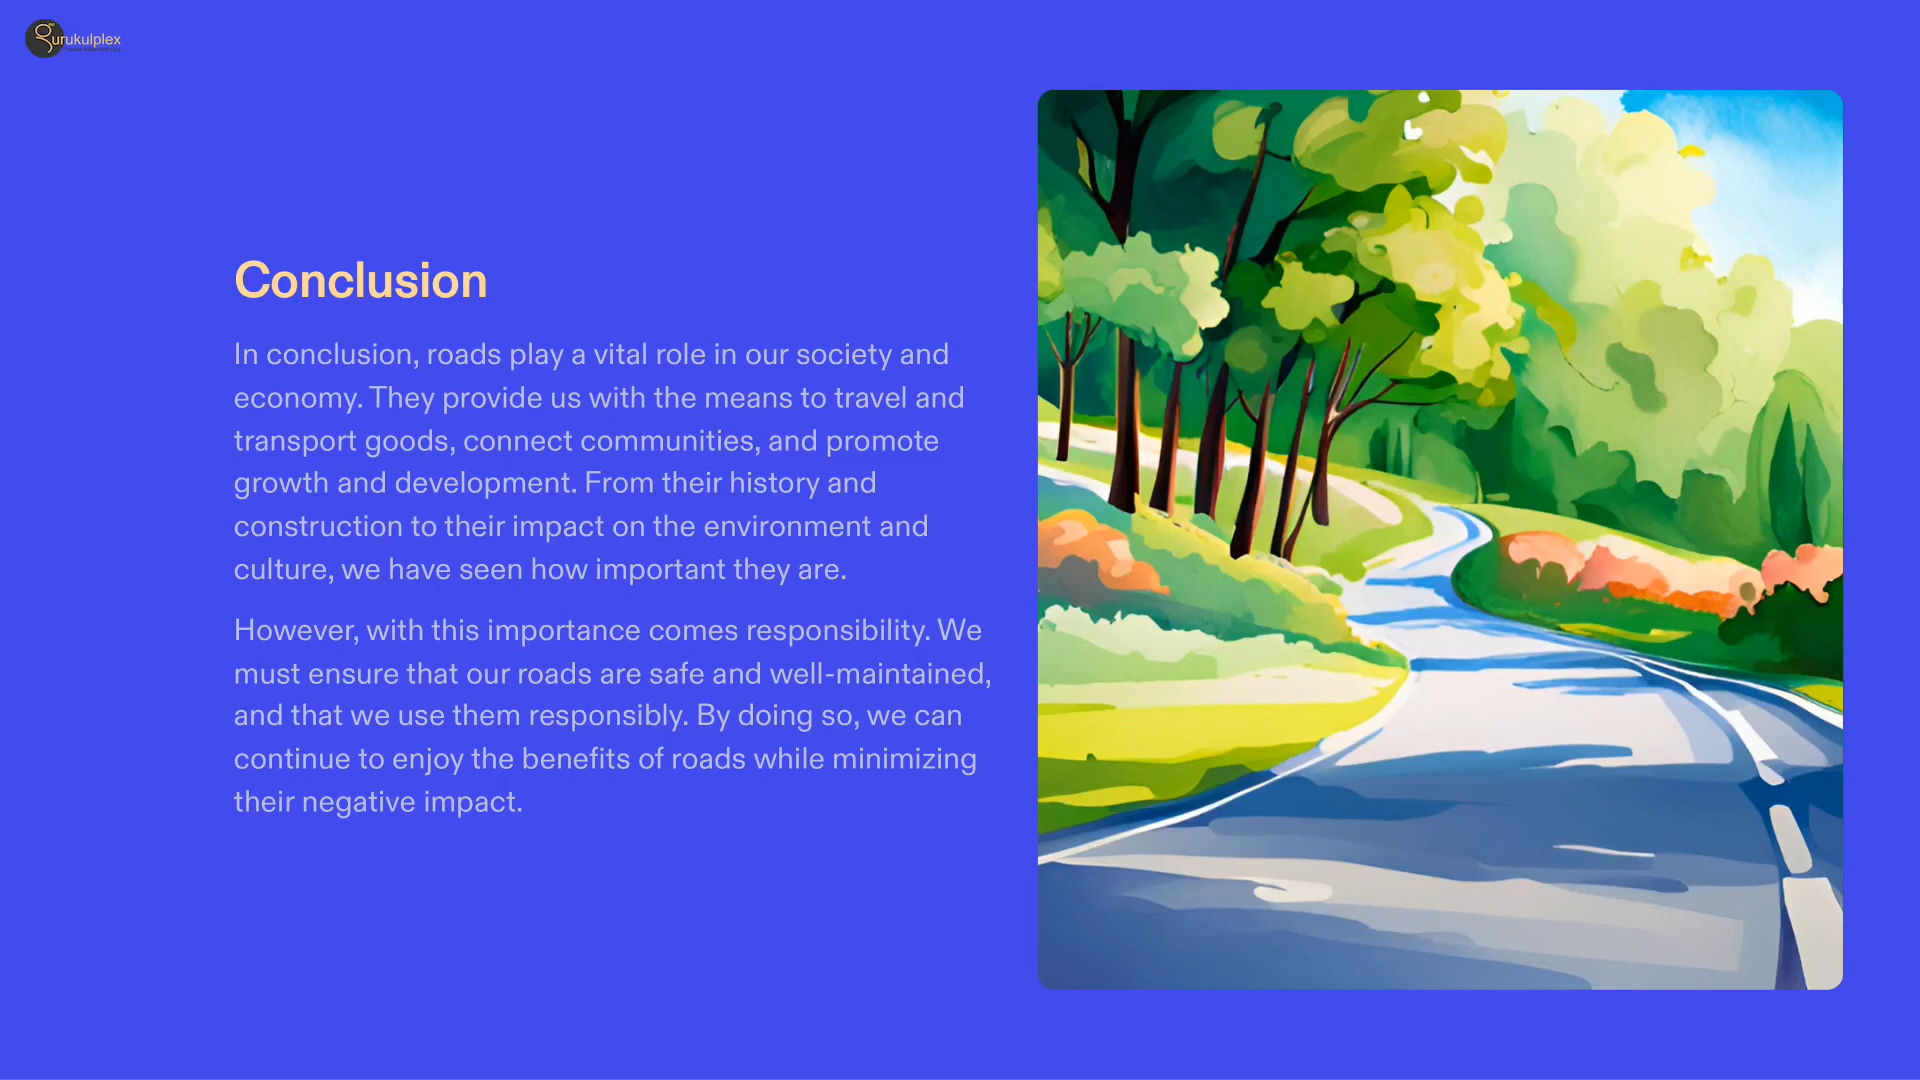 gurukulplex
Conclusion
In conclusion, roads play a vital role in our society and
economy. They provide us with the means to travel and
transport goods, connect communities, and promote
growth and development. From their history and
construction to their impact on the environment and
culture, we have seen how important they are.
However, with this importance comes responsibility. We
must ensure that our roads are safe and well-maintained,
and that we use them responsibly. By doing so, we can
continue to enjoy the benefits of roads while minimizing
their negative impact.